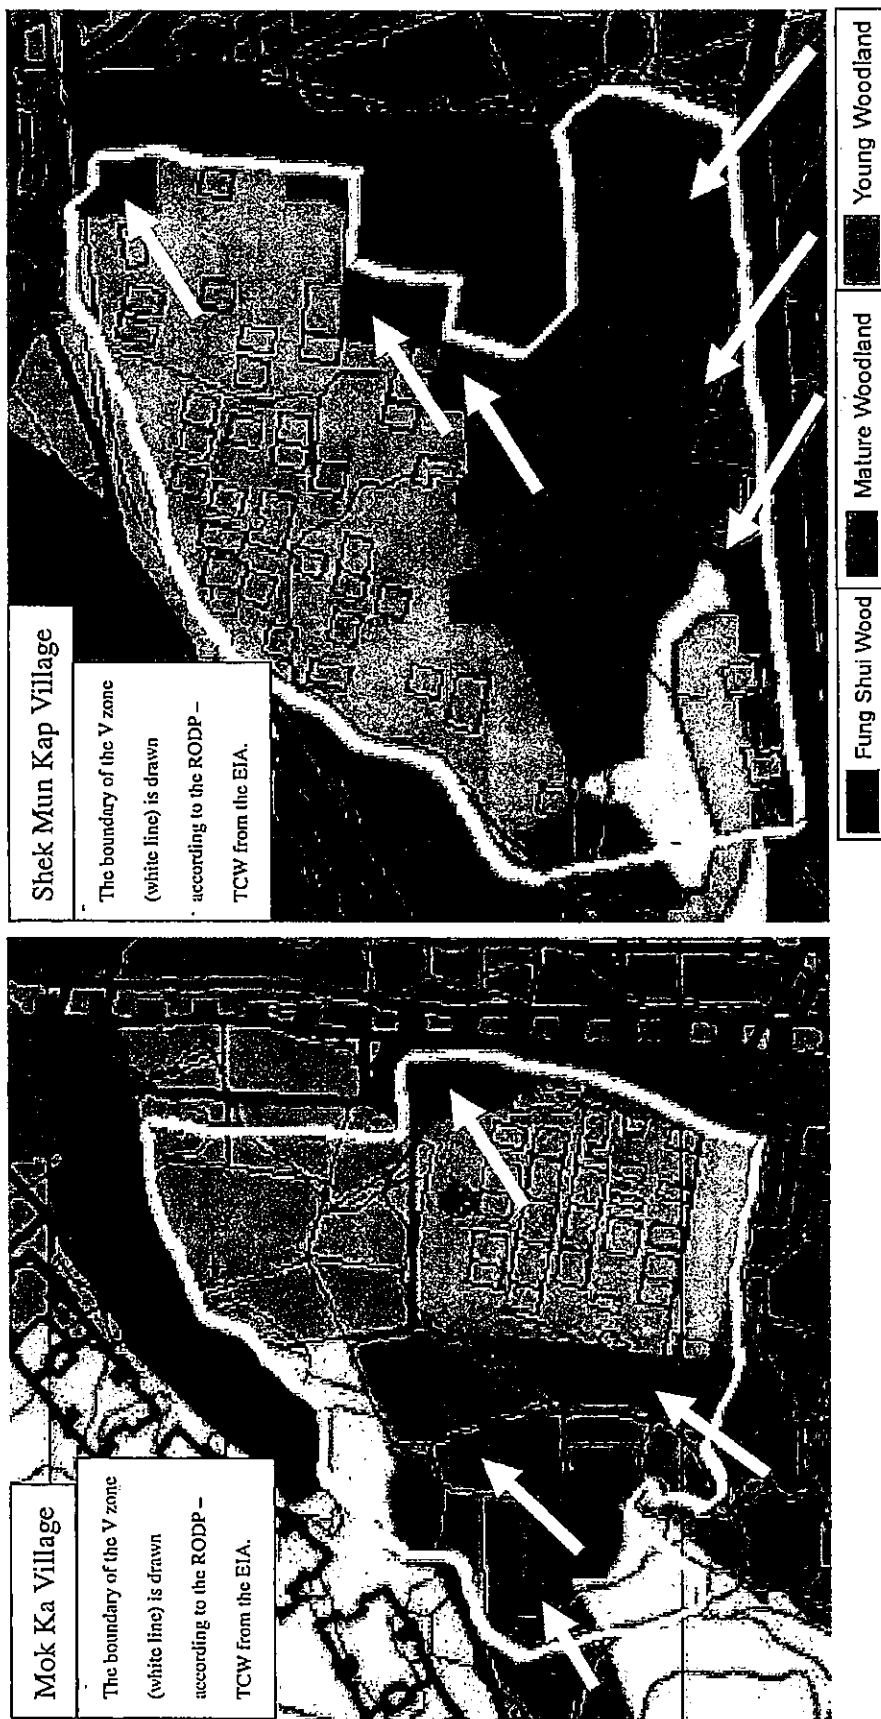 Mok Ka Village
The boundary of the V zone
(white line) is drawn
according to the RODP –
TCW from the EIA.
Shek Mun Kap Village
The boundary of the V zone
(white line) is drawn
according to the RODP –
TCW from the EIA.
Fung Shui Wood
Mature Woodland
Young Woodland